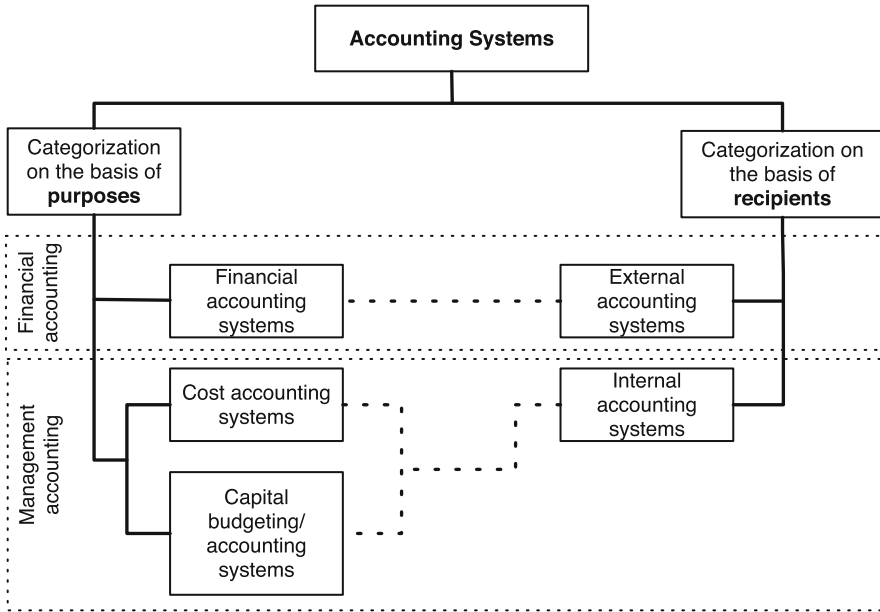 Accounting Systems
Categorization
on the basis of
purposes
Categorization on
the basis of
recipients
Financial
accounting
Financial
accounting
systems
External
accounting
systems
Management
accounting
Cost accounting
systems
Internal
accounting
systems
Capital
budgeting/
accounting
systems